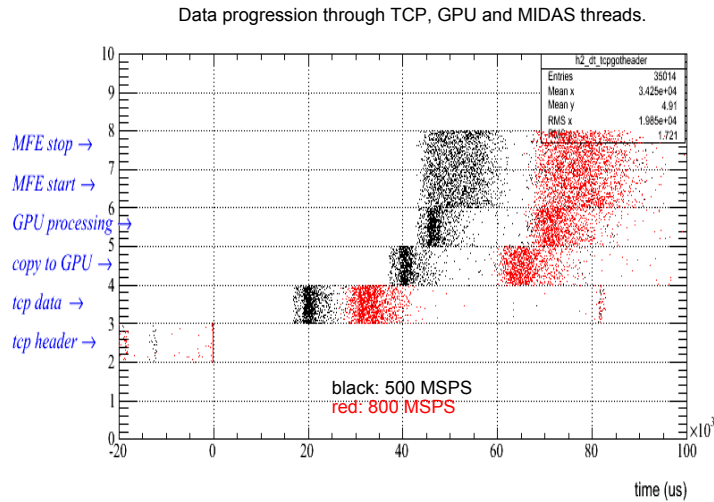 Data progression through TCP, GPU and MIDAS threads.
h2_dt_tcpgotheader
Entries 35014
Mean x 3.425e+04
Mean y 4.91
RMS x 1.985e+04
1.721
10
9
8
MFE stop →
7
MFE start →
6
GPU processing→
5
copy to GPU →
4
tcp data →
3
tcp header →
2
1
black: 500 MSPS
red: 800 MSPS
0
-20 0 20 40 60 80 100
×10³
time (us)